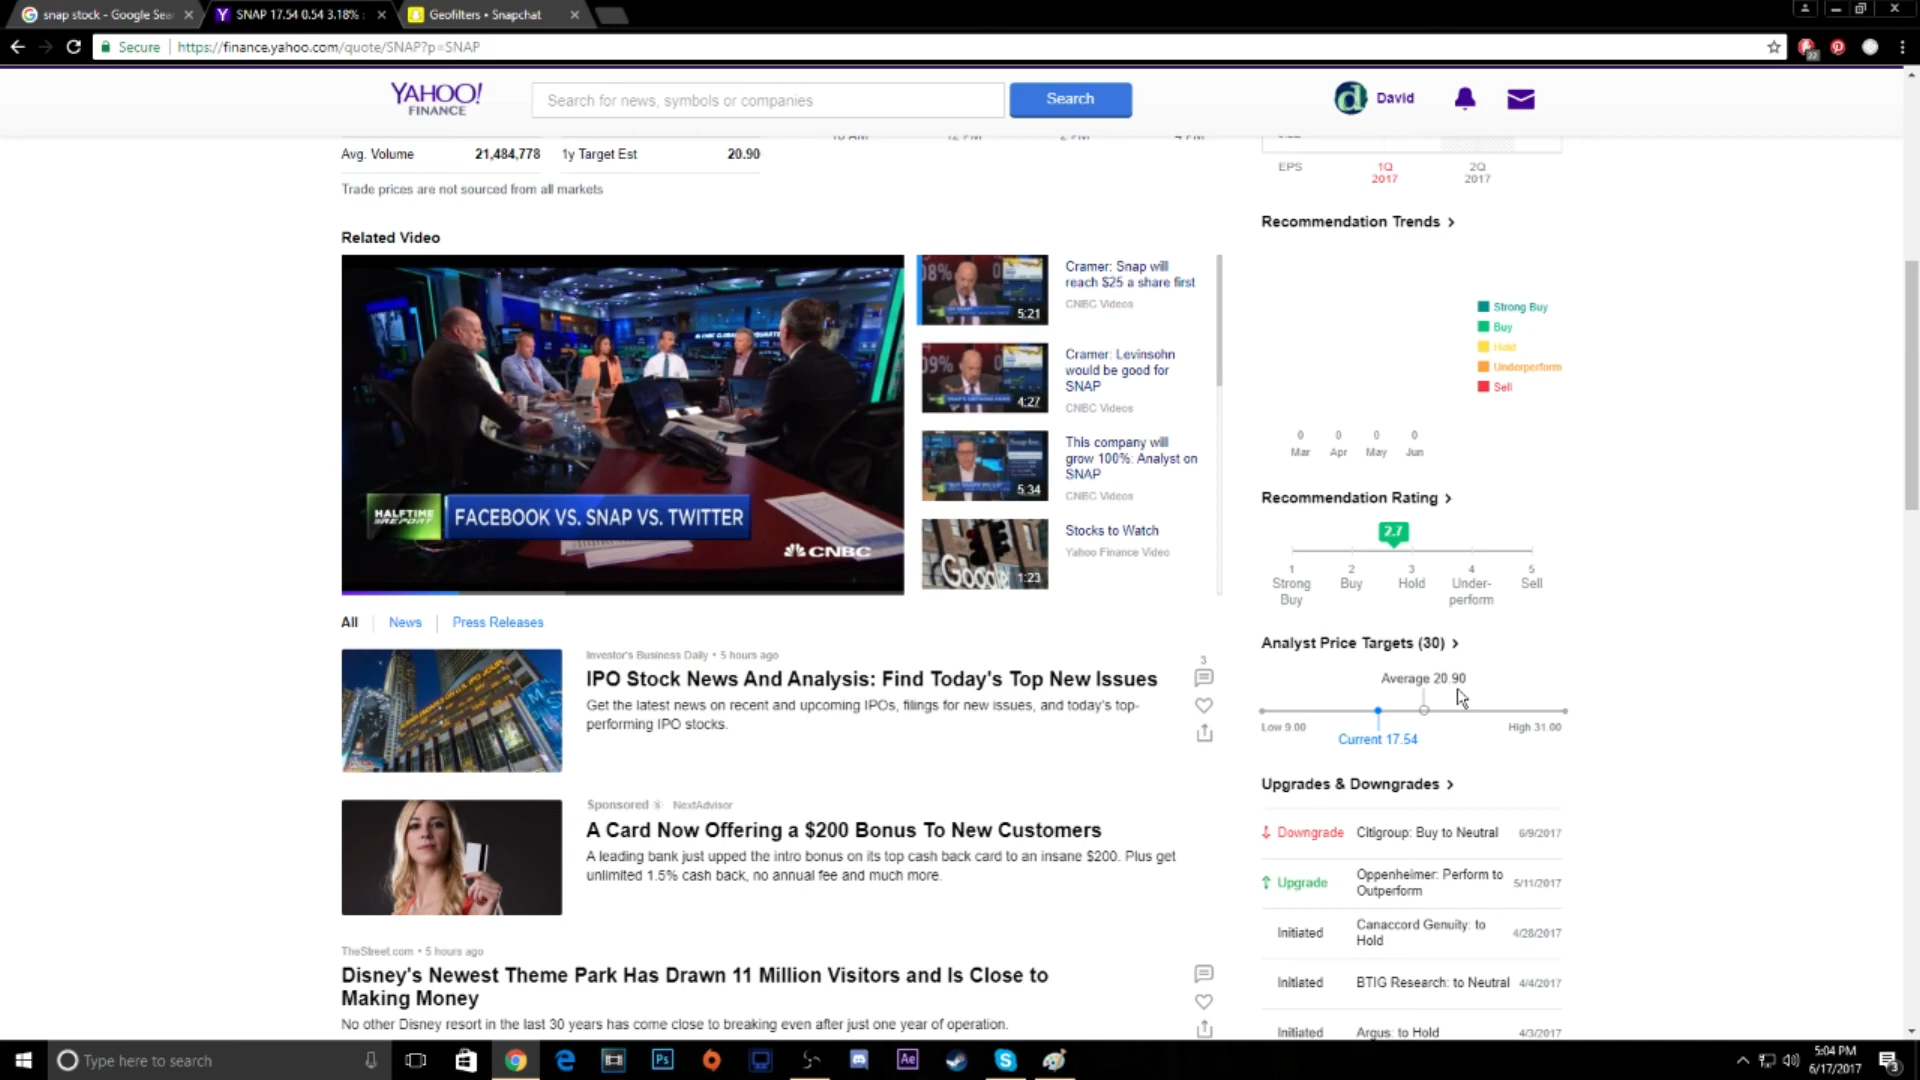 snap stock - Google Sea
SNAP 17.54 0.54 3.18% :
Geofilters • Snapchat
Secure
https://finance.yahoo.com/quote/SNAP?p=SNAP
22
YAHOO!
FINANCE
Search for news, symbols or companies
Search
David
Avg. Volume 21,484,778
1y Target Est 20.90
Trade prices are not sourced from all markets
Related Video
HALFTIME
REPORT
FACEBOOK VS. SNAP VS. TWITTER
CNBC
5:21
Cramer: Snap will
reach $25 a share first
CNBC Videos
4:27
Cramer: Levinsohn
would be good for
SNAP
CNBC Videos
5:34
This company will
grow 100%: Analyst on
SNAP
CNBC Videos
Google
1:23
Stocks to Watch
Yahoo Finance Video
All
News
Press Releases
Investor's Business Daily • 5 hours ago
IPO Stock News And Analysis: Find Today's Top New Issues
Get the latest news on recent and upcoming IPOs, filings for new issues, and today's top-
performing IPO stocks.
3
Sponsored NextAdvisor
A Card Now Offering a $200 Bonus To New Customers
A leading bank just upped the intro bonus on its top cash back card to an insane $200. Plus get
unlimited 1.5% cash back, no annual fee and much more.
TheStreet.com • 5 hours ago
Disney's Newest Theme Park Has Drawn 11 Million Visitors and Is Close to
Making Money
No other Disney resort in the last 30 years has come close to breaking even after just one year of operation.
EPS
1Q
2017
2Q
2017
Recommendation Trends >
Strong Buy
Buy
Hold
Underperform
Sell
0 0 0 0
Mar Apr May Jun
Recommendation Rating >
2.7
1 2 3 4 5
Strong
Buy
Buy
Hold
Under-
perform
Sell
Analyst Price Targets (30) >
Average 20.90
Low 9.00
High 31.00
Current 17.54
Upgrades & Downgrades >
Downgrade Citigroup: Buy to Neutral 6/9/2017
Upgrade Oppenheimer: Perform to
Outperform 5/11/2017
Initiated Canaccord Genuity: to
Hold 4/28/2017
Initiated BTIG Research: to Neutral 4/4/2017
Initiated Argus: to Hold 4/3/2017
Type here to search
Ps
Ae
5:04 PM
6/17/2017
3